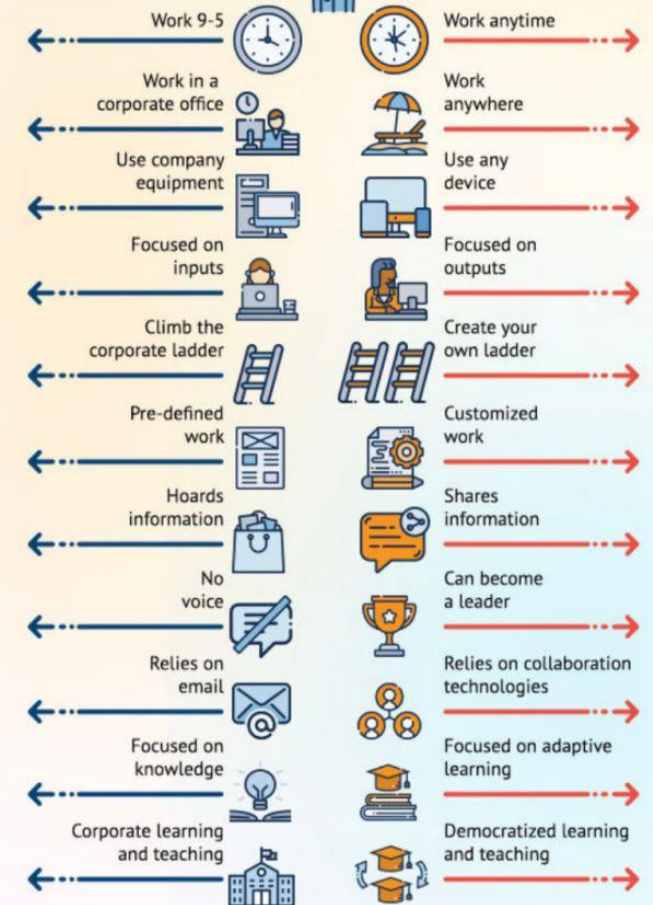 Work 9-5
Work anytime
Work in a
corporate office
Work
anywhere
Use company
equipment
Use any
device
Focused on
inputs
Focused on
outputs
Climb the
corporate ladder
Create your
own ladder
Pre-defined
work
Customized
work
Hoards
information
Shares
information
No
voice
Can become
a leader
Relies on
email
Relies on collaboration
technologies
Focused on
knowledge
Focused on adaptive
learning
Corporate learning
and teaching
Democratized learning
and teaching